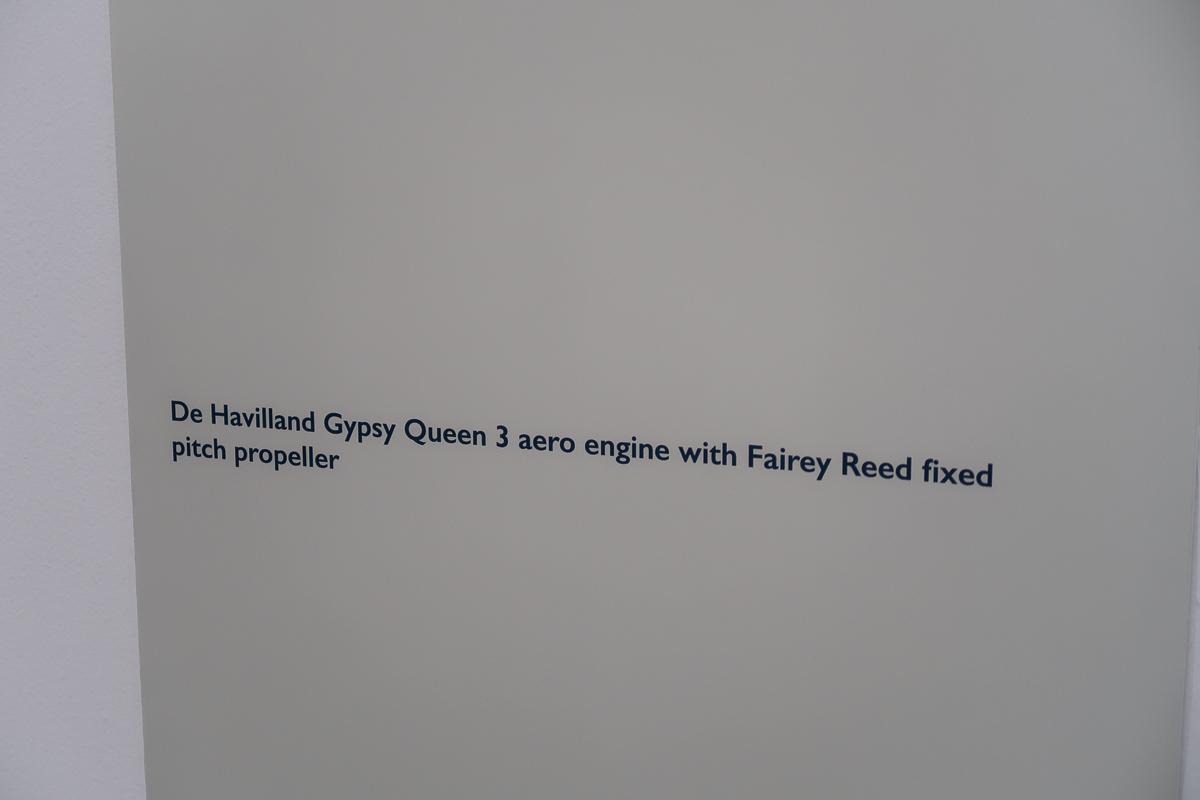 De Havilland Gypsy Queen 3 aero engine with Fairey Reed fixed
pitch propeller